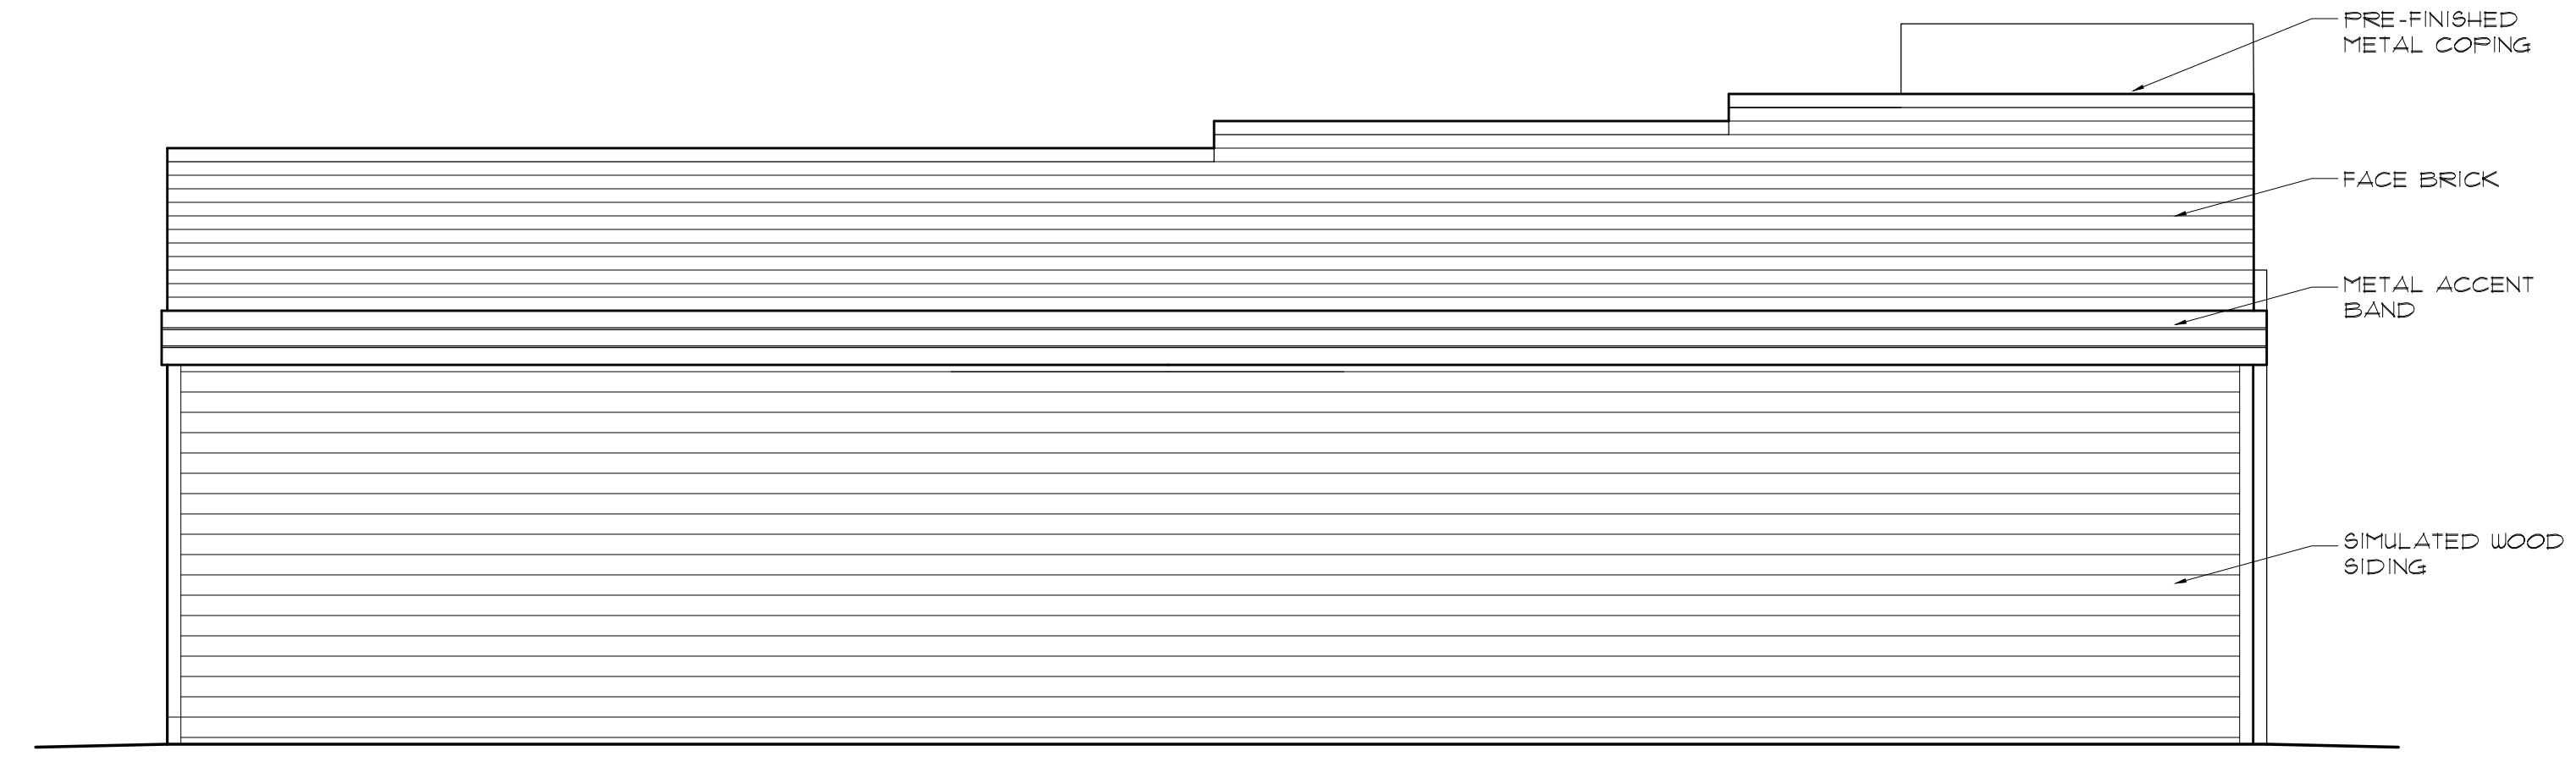 PRE-FINISHED
METAL COPING
FACE BRICK
METAL ACCENT
BAND
SIMULATED WOOD
SIDING